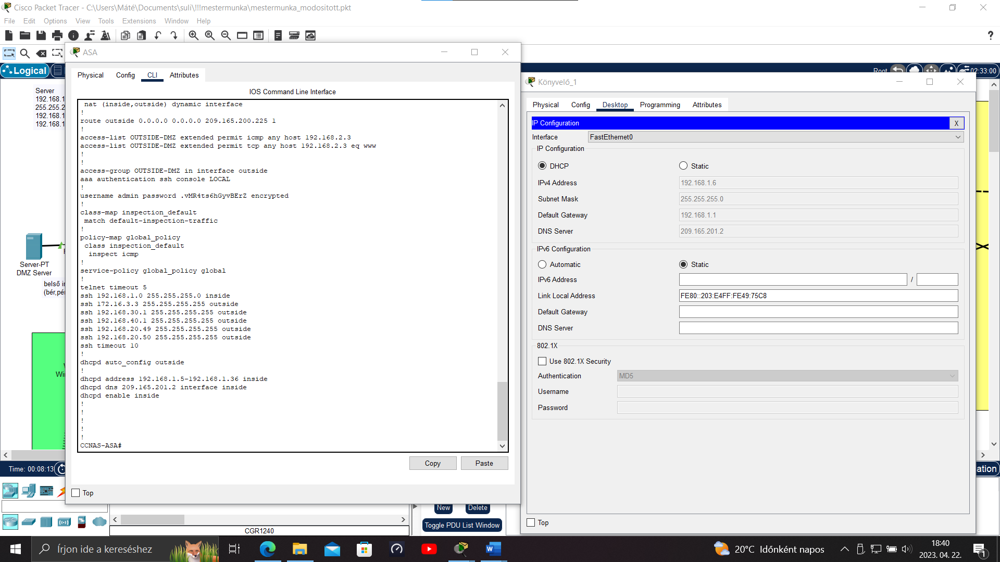 Cisco Packet Tracer - C:\Users\Máté\Documents\suli\!!!mestermunka\mestermunka_modositott.pkt
File Edit Options View Tools Extensions Window Help
?
Logical
Root
02:33:00
Server
192.168.1
255.255.2
192.168.1
192.168.1
Server-PT
DMZ Server
belső i
(bér,pé
Win
Time: 00:08:13
ASA
Physical Config CLI Attributes
IOS Command Line Interface
nat (inside,outside) dynamic interface
!
route outside 0.0.0.0 0.0.0.0 209.165.200.225 1
!
access-list OUTSIDE-DMZ extended permit icmp any host 192.168.2.3
access-list OUTSIDE-DMZ extended permit tcp any host 192.168.2.3 eq www
!
!
access-group OUTSIDE-DMZ in interface outside
aaa authentication ssh console LOCAL
!
username admin password .vMR4ts6hGyvBErZ encrypted
!
class-map inspection_default
match default-inspection-traffic
!
policy-map global_policy
class inspection_default
inspect icmp
!
service-policy global_policy global
!
telnet timeout 5
ssh 192.168.1.0 255.255.255.0 inside
ssh 172.16.3.3 255.255.255.255 outside
ssh 192.168.30.1 255.255.255.255 outside
ssh 192.168.40.1 255.255.255.255 outside
ssh 192.168.20.49 255.255.255.255 outside
ssh 192.168.20.50 255.255.255.255 outside
ssh timeout 10
!
dhcpd auto_config outside
!
dhcpd address 192.168.1.5-192.168.1.36 inside
dhcpd dns 209.165.201.2 interface inside
dhcpd enable inside
!
!
!
!
!
CCNAS-ASA#
Copy Paste
Top
Könyvelő_1
Physical Config Desktop Programming Attributes
IP Configuration X
Interface FastEthernet0
IP Configuration
DHCP Static
IPv4 Address 192.168.1.6
Subnet Mask 255.255.255.0
Default Gateway 192.168.1.1
DNS Server 209.165.201.2
IPv6 Configuration
Automatic Static
IPv6 Address /
Link Local Address FE80::203:E4FF:FE49:75C8
Default Gateway
DNS Server
802.1X
Use 802.1X Security
Authentication MD5
Username
Password
Top
ation
New Delete
Toggle PDU List Window
CGR1240
Írjon ide a kereséshez
20°C Időnként napos
18:40
2023. 04. 22.
1